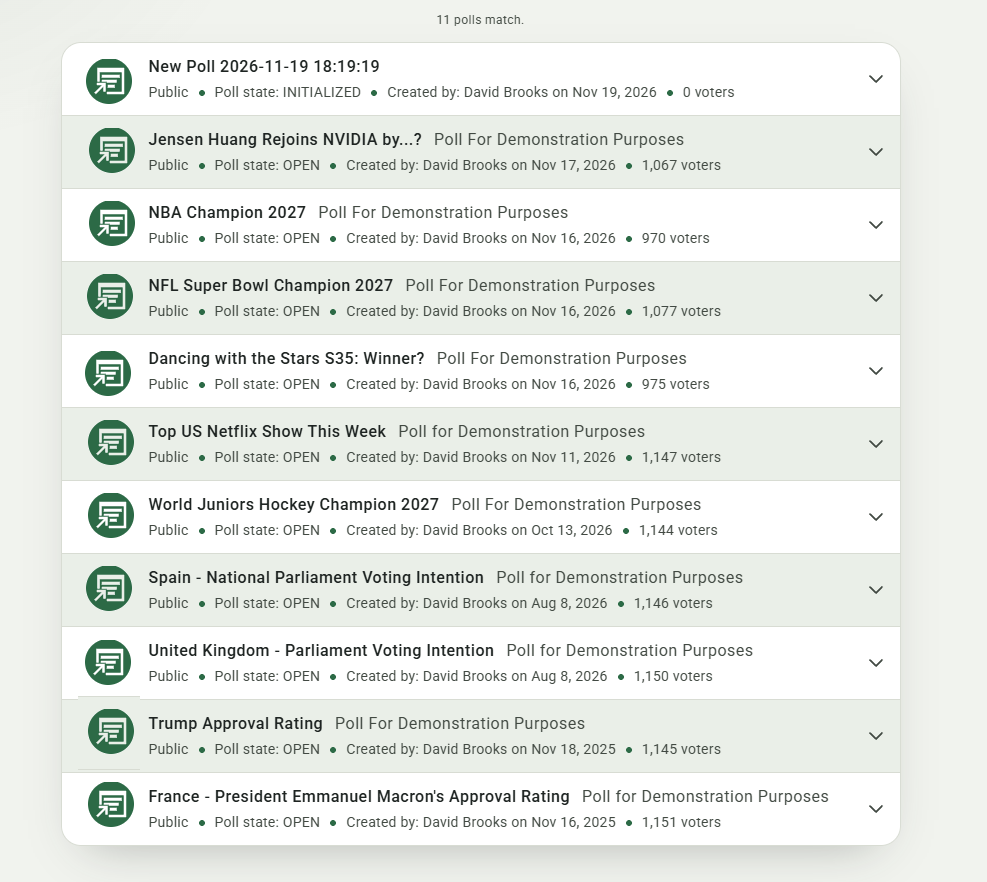 11 polls match.
New Poll 2026-11-19 18:19:19
Public ● Poll state: INITIALIZED ● Created by: David Brooks on Nov 19, 2026 ● 0 voters
Jensen Huang Rejoins NVIDIA by...? Poll For Demonstration Purposes
Public ● Poll state: OPEN ● Created by: David Brooks on Nov 17, 2026 ● 1,067 voters
NBA Champion 2027 Poll For Demonstration Purposes
Public ● Poll state: OPEN ● Created by: David Brooks on Nov 16, 2026 ● 970 voters
NFL Super Bowl Champion 2027 Poll For Demonstration Purposes
Public ● Poll state: OPEN ● Created by: David Brooks on Nov 16, 2026 ● 1,077 voters
Dancing with the Stars S35: Winner? Poll For Demonstration Purposes
Public ● Poll state: OPEN ● Created by: David Brooks on Nov 16, 2026 ● 975 voters
Top US Netflix Show This Week Poll for Demonstration Purposes
Public ● Poll state: OPEN ● Created by: David Brooks on Nov 11, 2026 ● 1,147 voters
World Juniors Hockey Champion 2027 Poll For Demonstration Purposes
Public ● Poll state: OPEN ● Created by: David Brooks on Oct 13, 2026 ● 1,144 voters
Spain - National Parliament Voting Intention Poll for Demonstration Purposes
Public ● Poll state: OPEN ● Created by: David Brooks on Aug 8, 2026 ● 1,146 voters
United Kingdom - Parliament Voting Intention Poll for Demonstration Purposes
Public ● Poll state: OPEN ● Created by: David Brooks on Aug 8, 2026 ● 1,150 voters
Trump Approval Rating Poll For Demonstration Purposes
Public ● Poll state: OPEN ● Created by: David Brooks on Nov 18, 2025 ● 1,145 voters
France - President Emmanuel Macron's Approval Rating Poll for Demonstration Purposes
Public ● Poll state: OPEN ● Created by: David Brooks on Nov 16, 2025 ● 1,151 voters